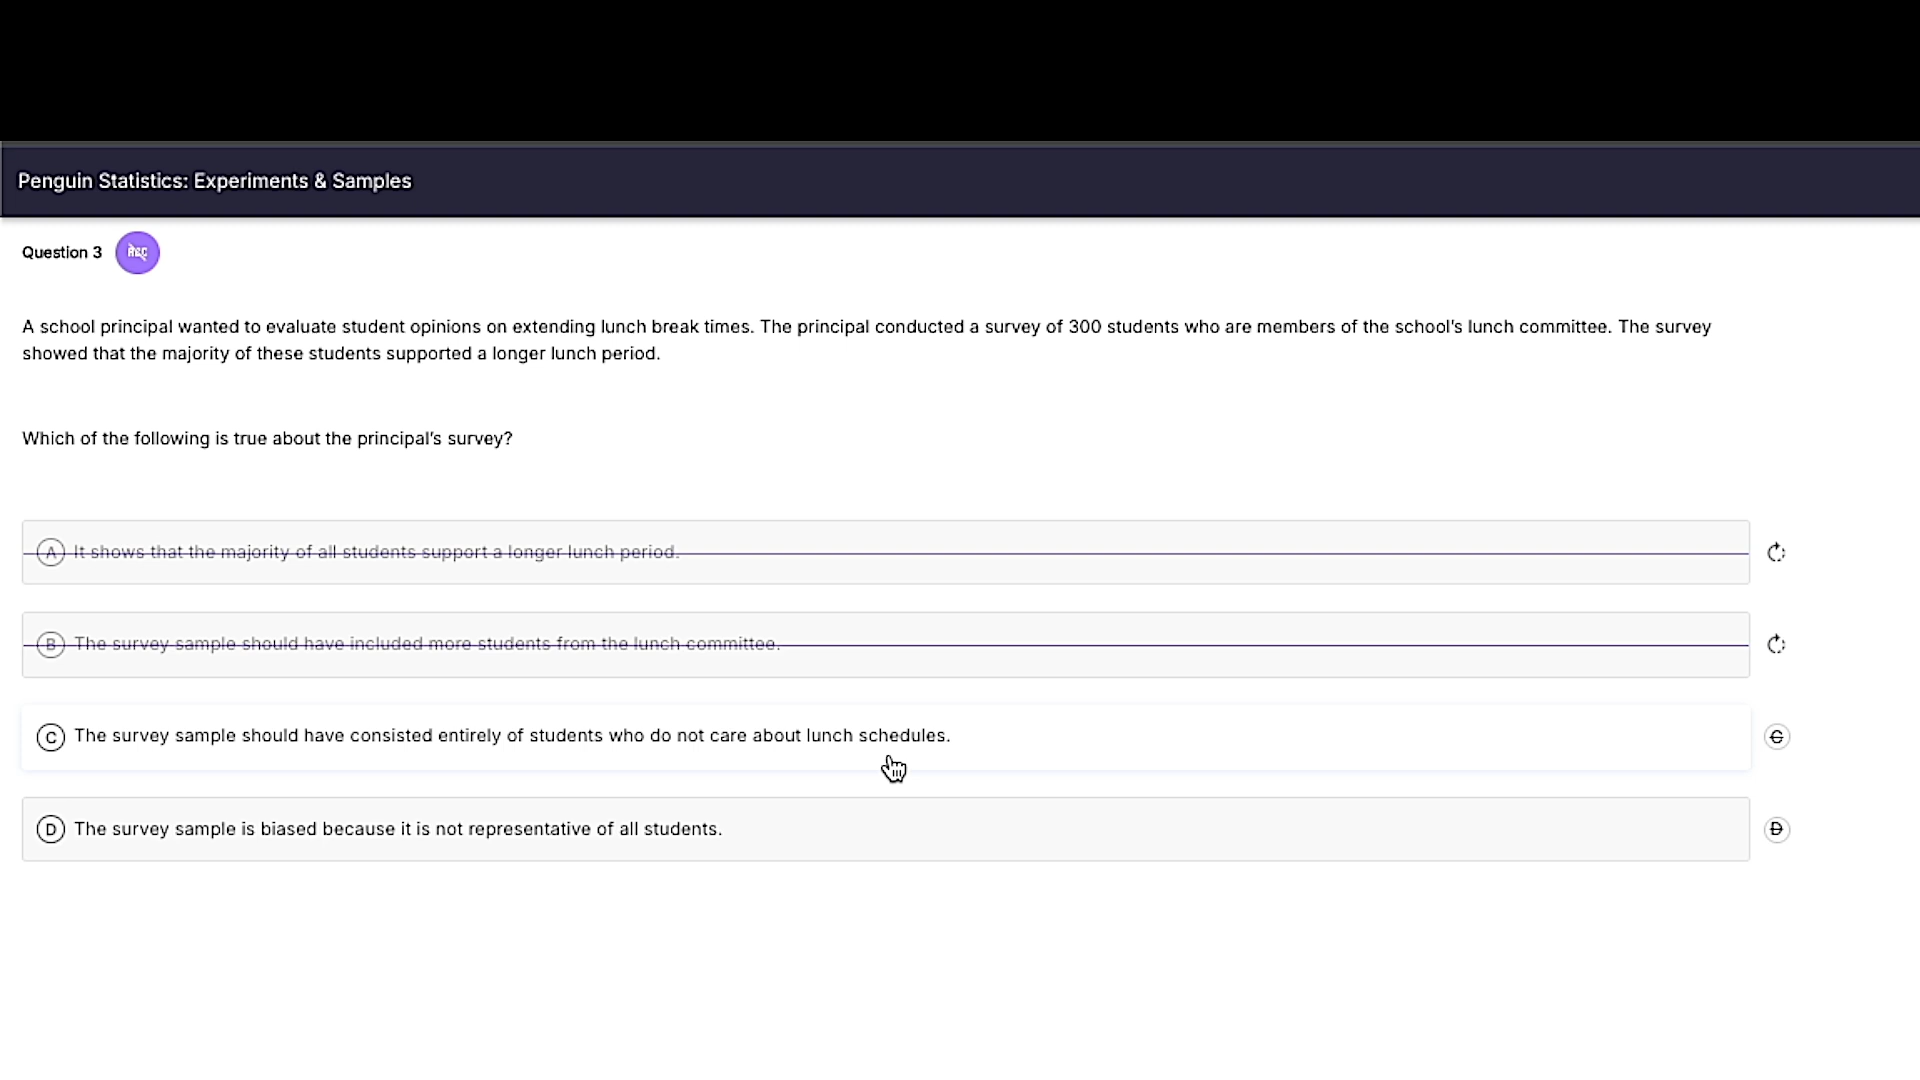 Penguin Statistics: Experiments & Samples
Question 3
A school principal wanted to evaluate student opinions on extending lunch break times. The principal conducted a survey of 300 students who are members of the school's lunch committee. The survey
showed that the majority of these students supported a longer lunch period.
Which of the following is true about the principal's survey?
A It shows that the majority of all students support a longer lunch period.
B The survey sample should have included more students from the lunch committee.
C The survey sample should have consisted entirely of students who do not care about lunch schedules. C
D The survey sample is biased because it is not representative of all students. D